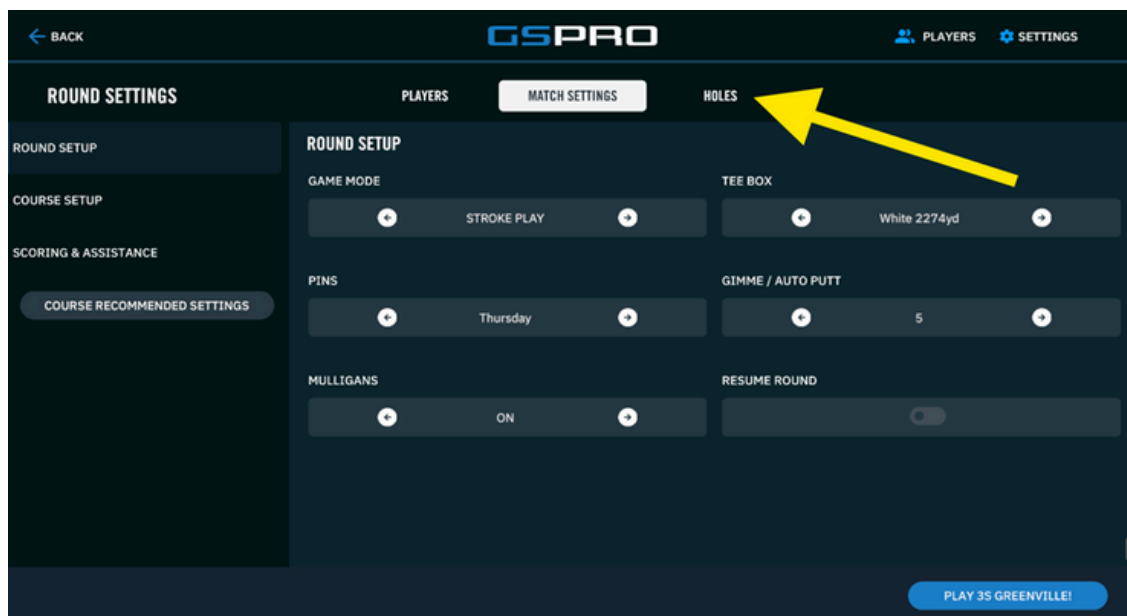 BACK
GSPRO
PLAYERS
SETTINGS
ROUND SETTINGS
PLAYERS
MATCH SETTINGS
HOLES
ROUND SETUP
COURSE SETUP
SCORING & ASSISTANCE
COURSE RECOMMENDED SETTINGS
ROUND SETUP
GAME MODE
STROKE PLAY
TEE BOX
White 2274yd
PINS
Thursday
GIMME / AUTO PUTT
5
MULLIGANS
ON
RESUME ROUND
PLAY 3S GREENVILLE!